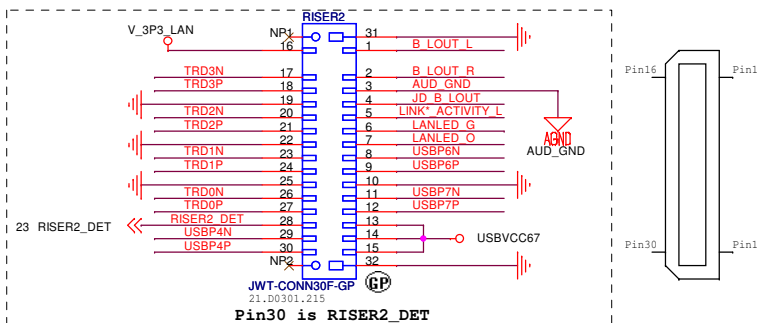 RISER2
V_3P3_LAN
NP1
31
16
1
B_LOUT_L
Pin16
Pin1
TRD3N
17
2
B_LOUT_R
TRD3P
18
3
AUD_GND
19
4
JD_B_LOUT
TRD2N
20
5
LINK*_ACTIVITY_L
TRD2P
21
6
LANLED_G
22
7
LANLED_O
AGND
AUD_GND
TRD1N
23
8
USBP6N
TRD1P
24
9
USBP6P
25
10
TRD0N
26
11
USBP7N
TRD0P
27
12
USBP7P
23 RISER2_DET
RISER2_DET
28
13
USBP4N
29
14
USBVCC67
USBP4P
30
15
Pin30
Pin1
NP2
32
JWT-CONN30F-GP
GP
21.D0301.215
Pin30 is RISER2_DET